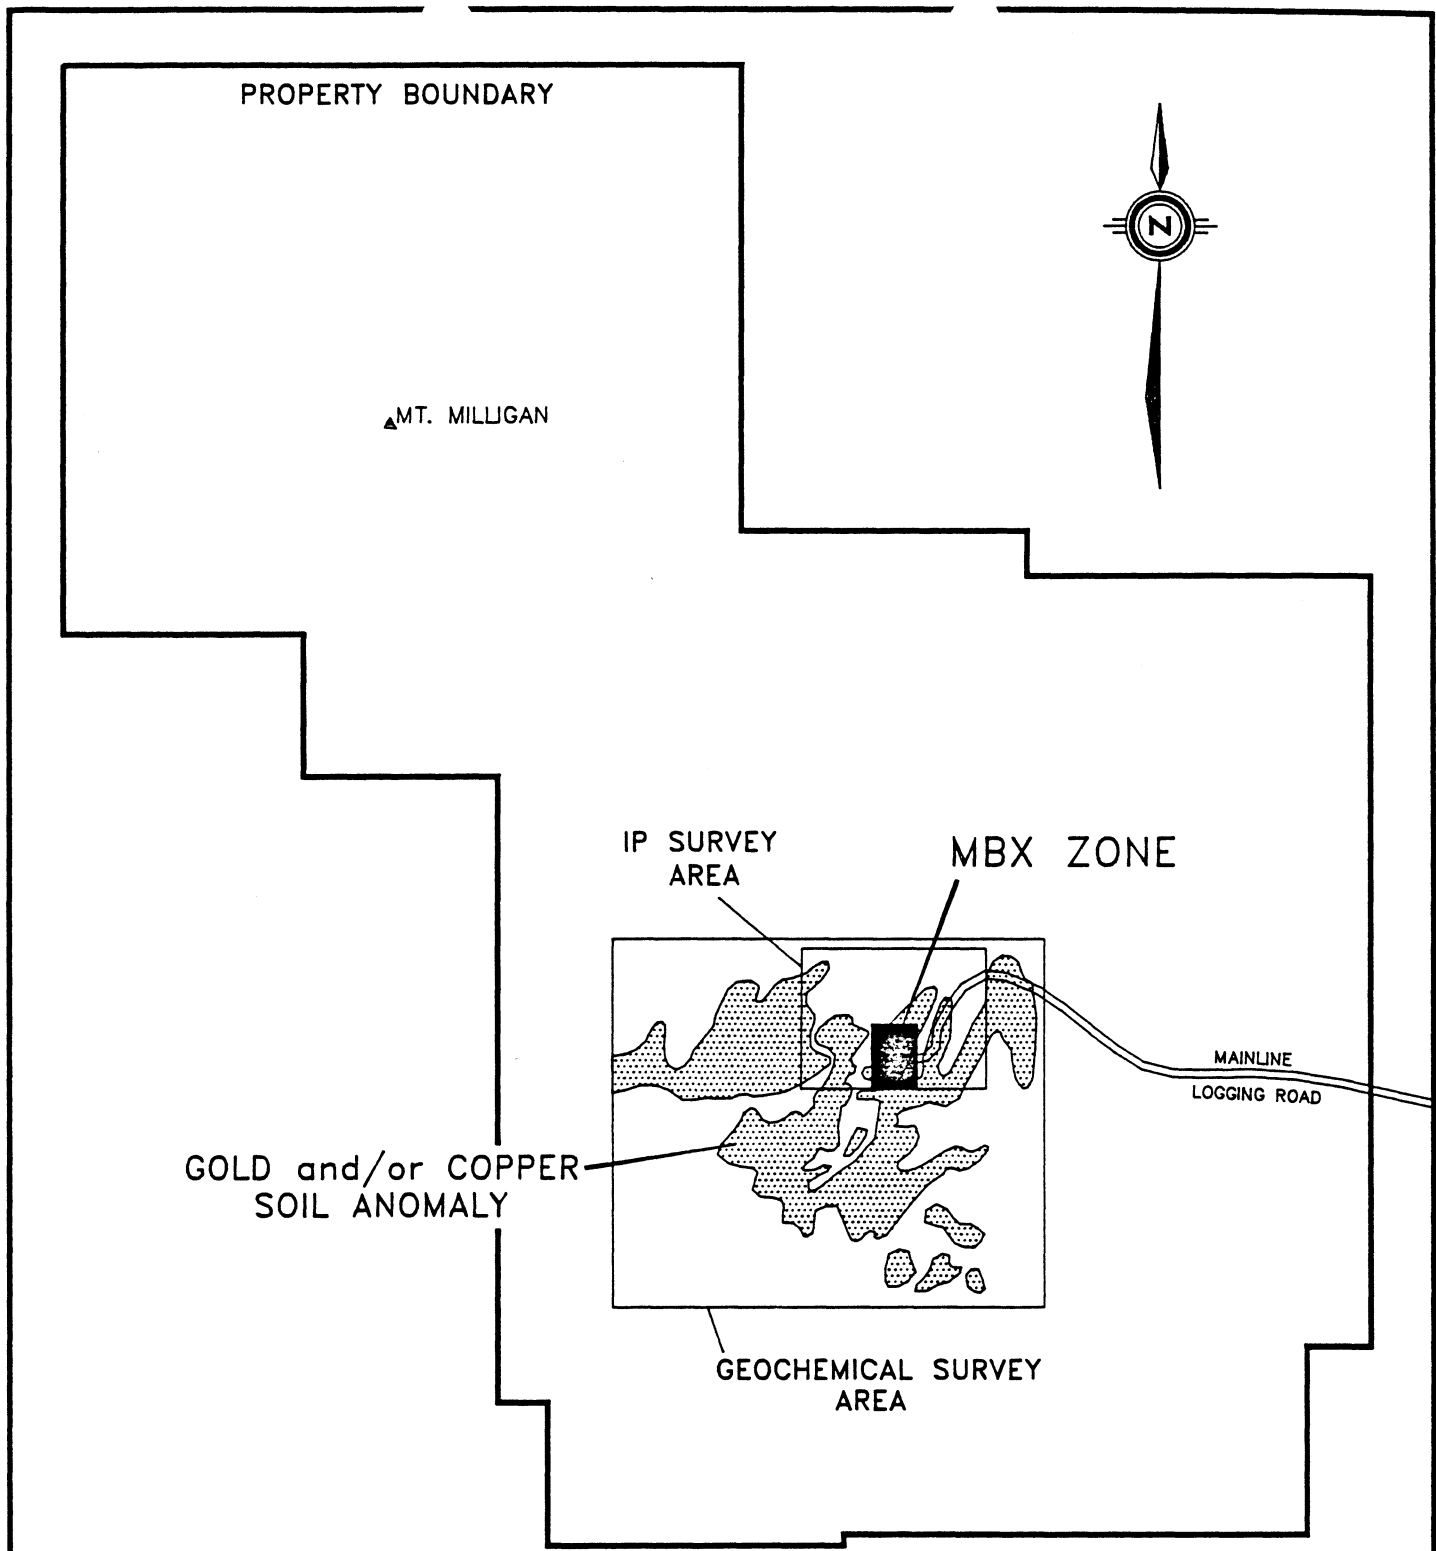 PROPERTY BOUNDARY
N
MT. MILLIGAN
IP SURVEY
AREA
MBX ZONE
MAINLINE
LOGGING ROAD
GOLD and/or COPPER
SOIL ANOMALY
GEOCHEMICAL SURVEY
AREA